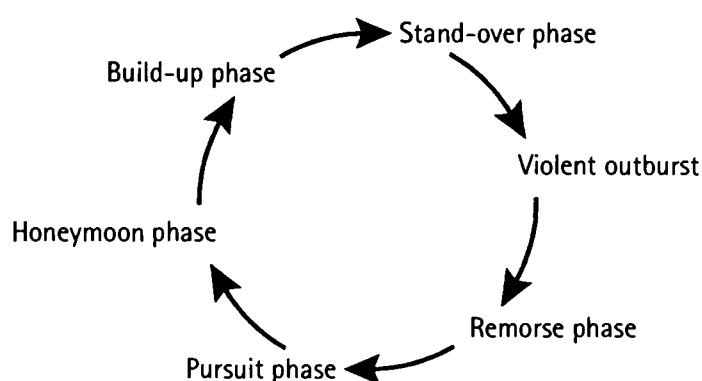 Stand-over phase
Build-up phase
Violent outburst
Honeymoon phase
Remorse phase
Pursuit phase